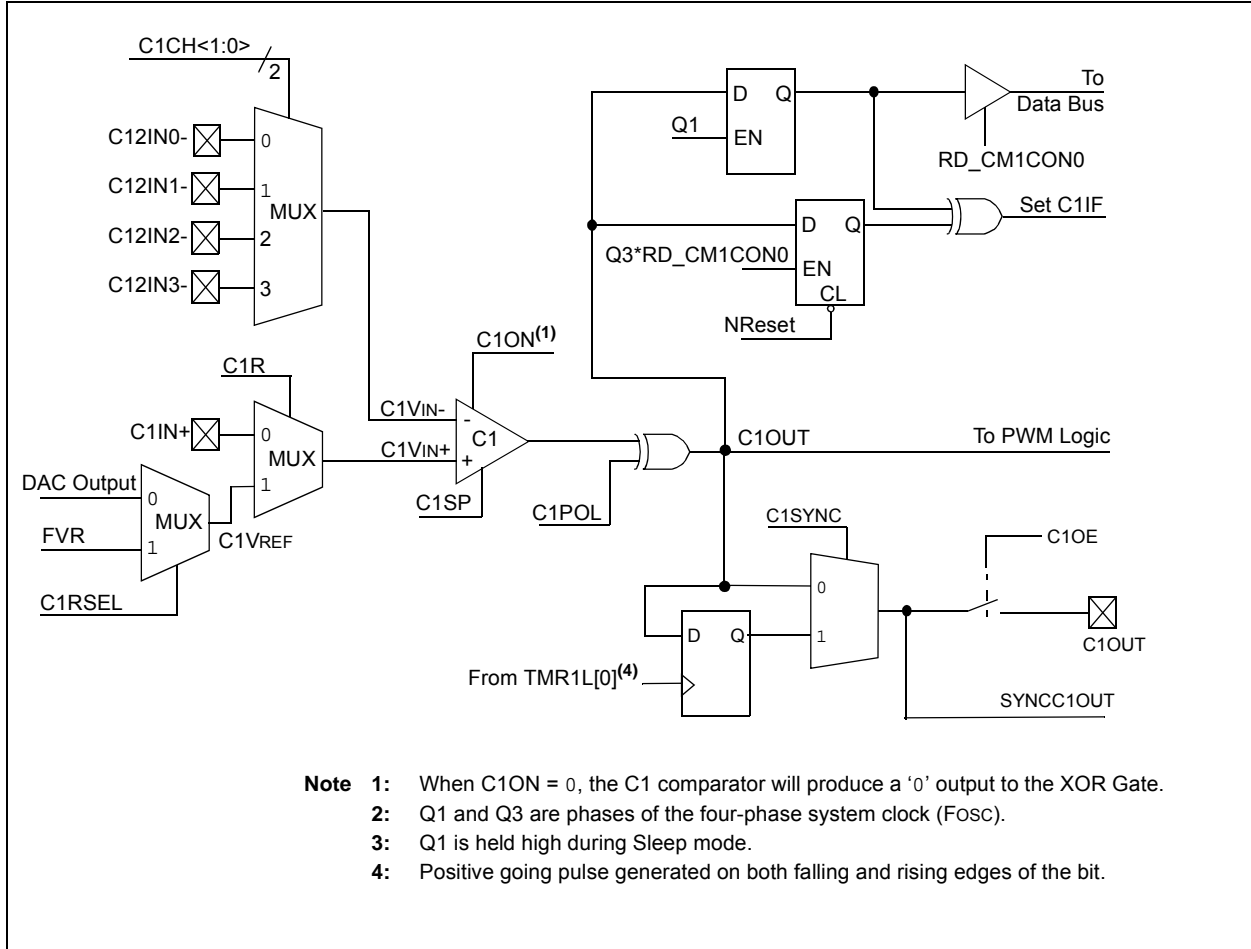 C1CH<1:0>
2
C12IN0-
0
C12IN1-
1
MUX
C12IN2-
2
C12IN3-
3
D Q
Q1
EN
To
Data Bus
RD_CM1CON0
Set C1IF
D Q
Q3*RD_CM1CON0
EN
CL
NReset
C1ON(1)
C1R
C1VIN-
-
C1
C1IN+
0
MUX
1
C1VIN+
+
C1SP
DAC Output
0
MUX
FVR
1
C1VREF
C1RSEL
C1POL
C1OUT
To PWM Logic
C1SYNC
0
1
C1OE
C1OUT
D Q
From TMR1L[0](4)
SYNCC1OUT
Note 1: When C1ON = 0, the C1 comparator will produce a ‘0’ output to the XOR Gate.
2: Q1 and Q3 are phases of the four-phase system clock (FOSC).
3: Q1 is held high during Sleep mode.
4: Positive going pulse generated on both falling and rising edges of the bit.